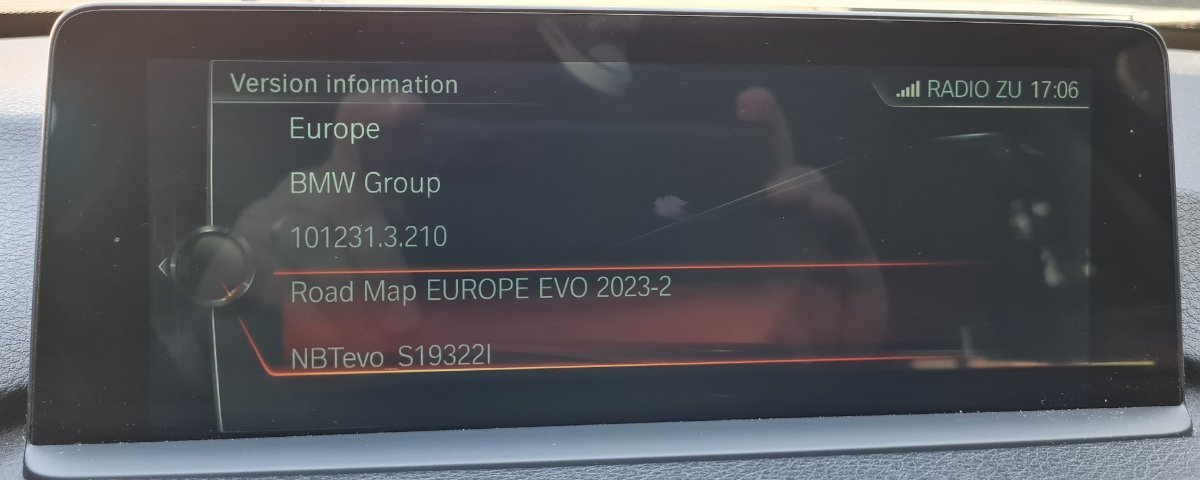 Version information
RADIO ZU 17:06
Europe
BMW Group
101231.3.210
Road Map EUROPE EVO 2023-2
NBTevo_S19322I